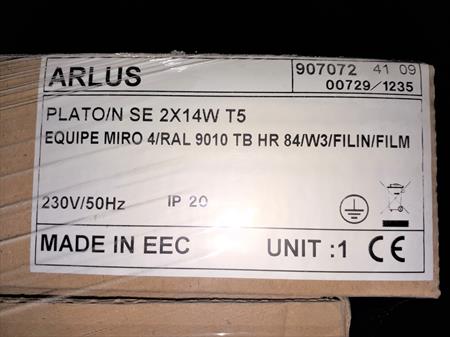 ARLUS
907072 41 09
00729/1235
PLATO/N SE 2X14W T5
EQUIPE MIRO 4/RAL 9010 TB HR 84/W3/FILIN/FILM
230V/50Hz IP 20
MADE IN EEC UNIT :1 CE